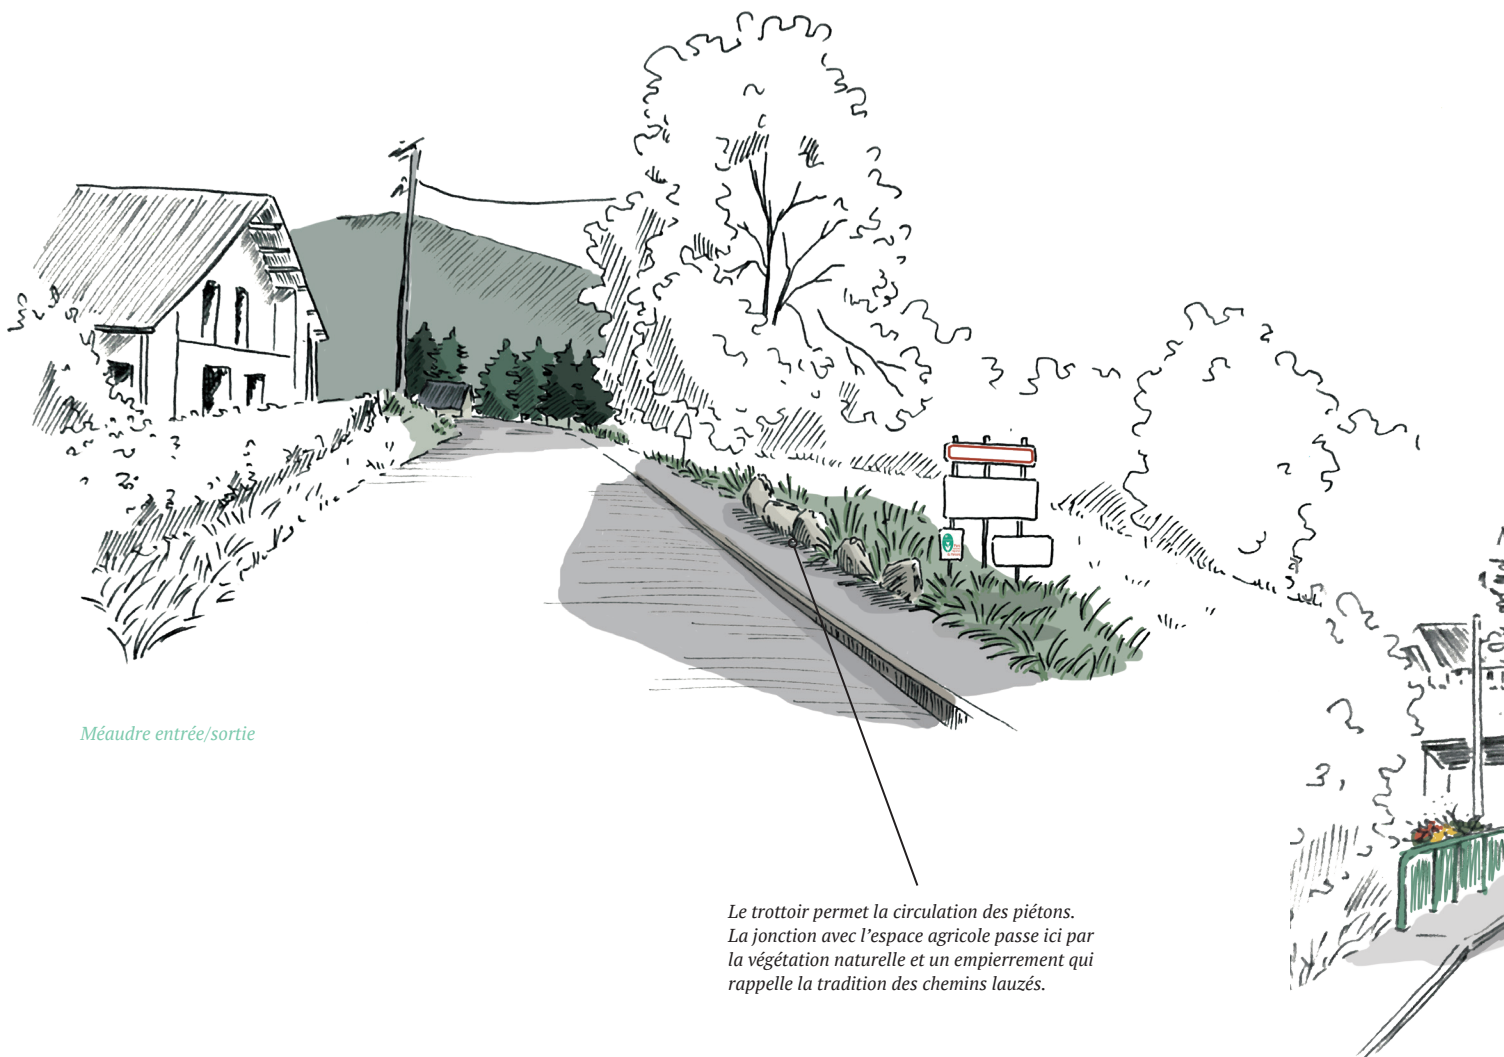 Méaudre entrée/sortie
Le trottoir permet la circulation des piétons.
La jonction avec l’espace agricole passe ici par
la végétation naturelle et un empierrement qui
rappelle la tradition des chemins lauzés.